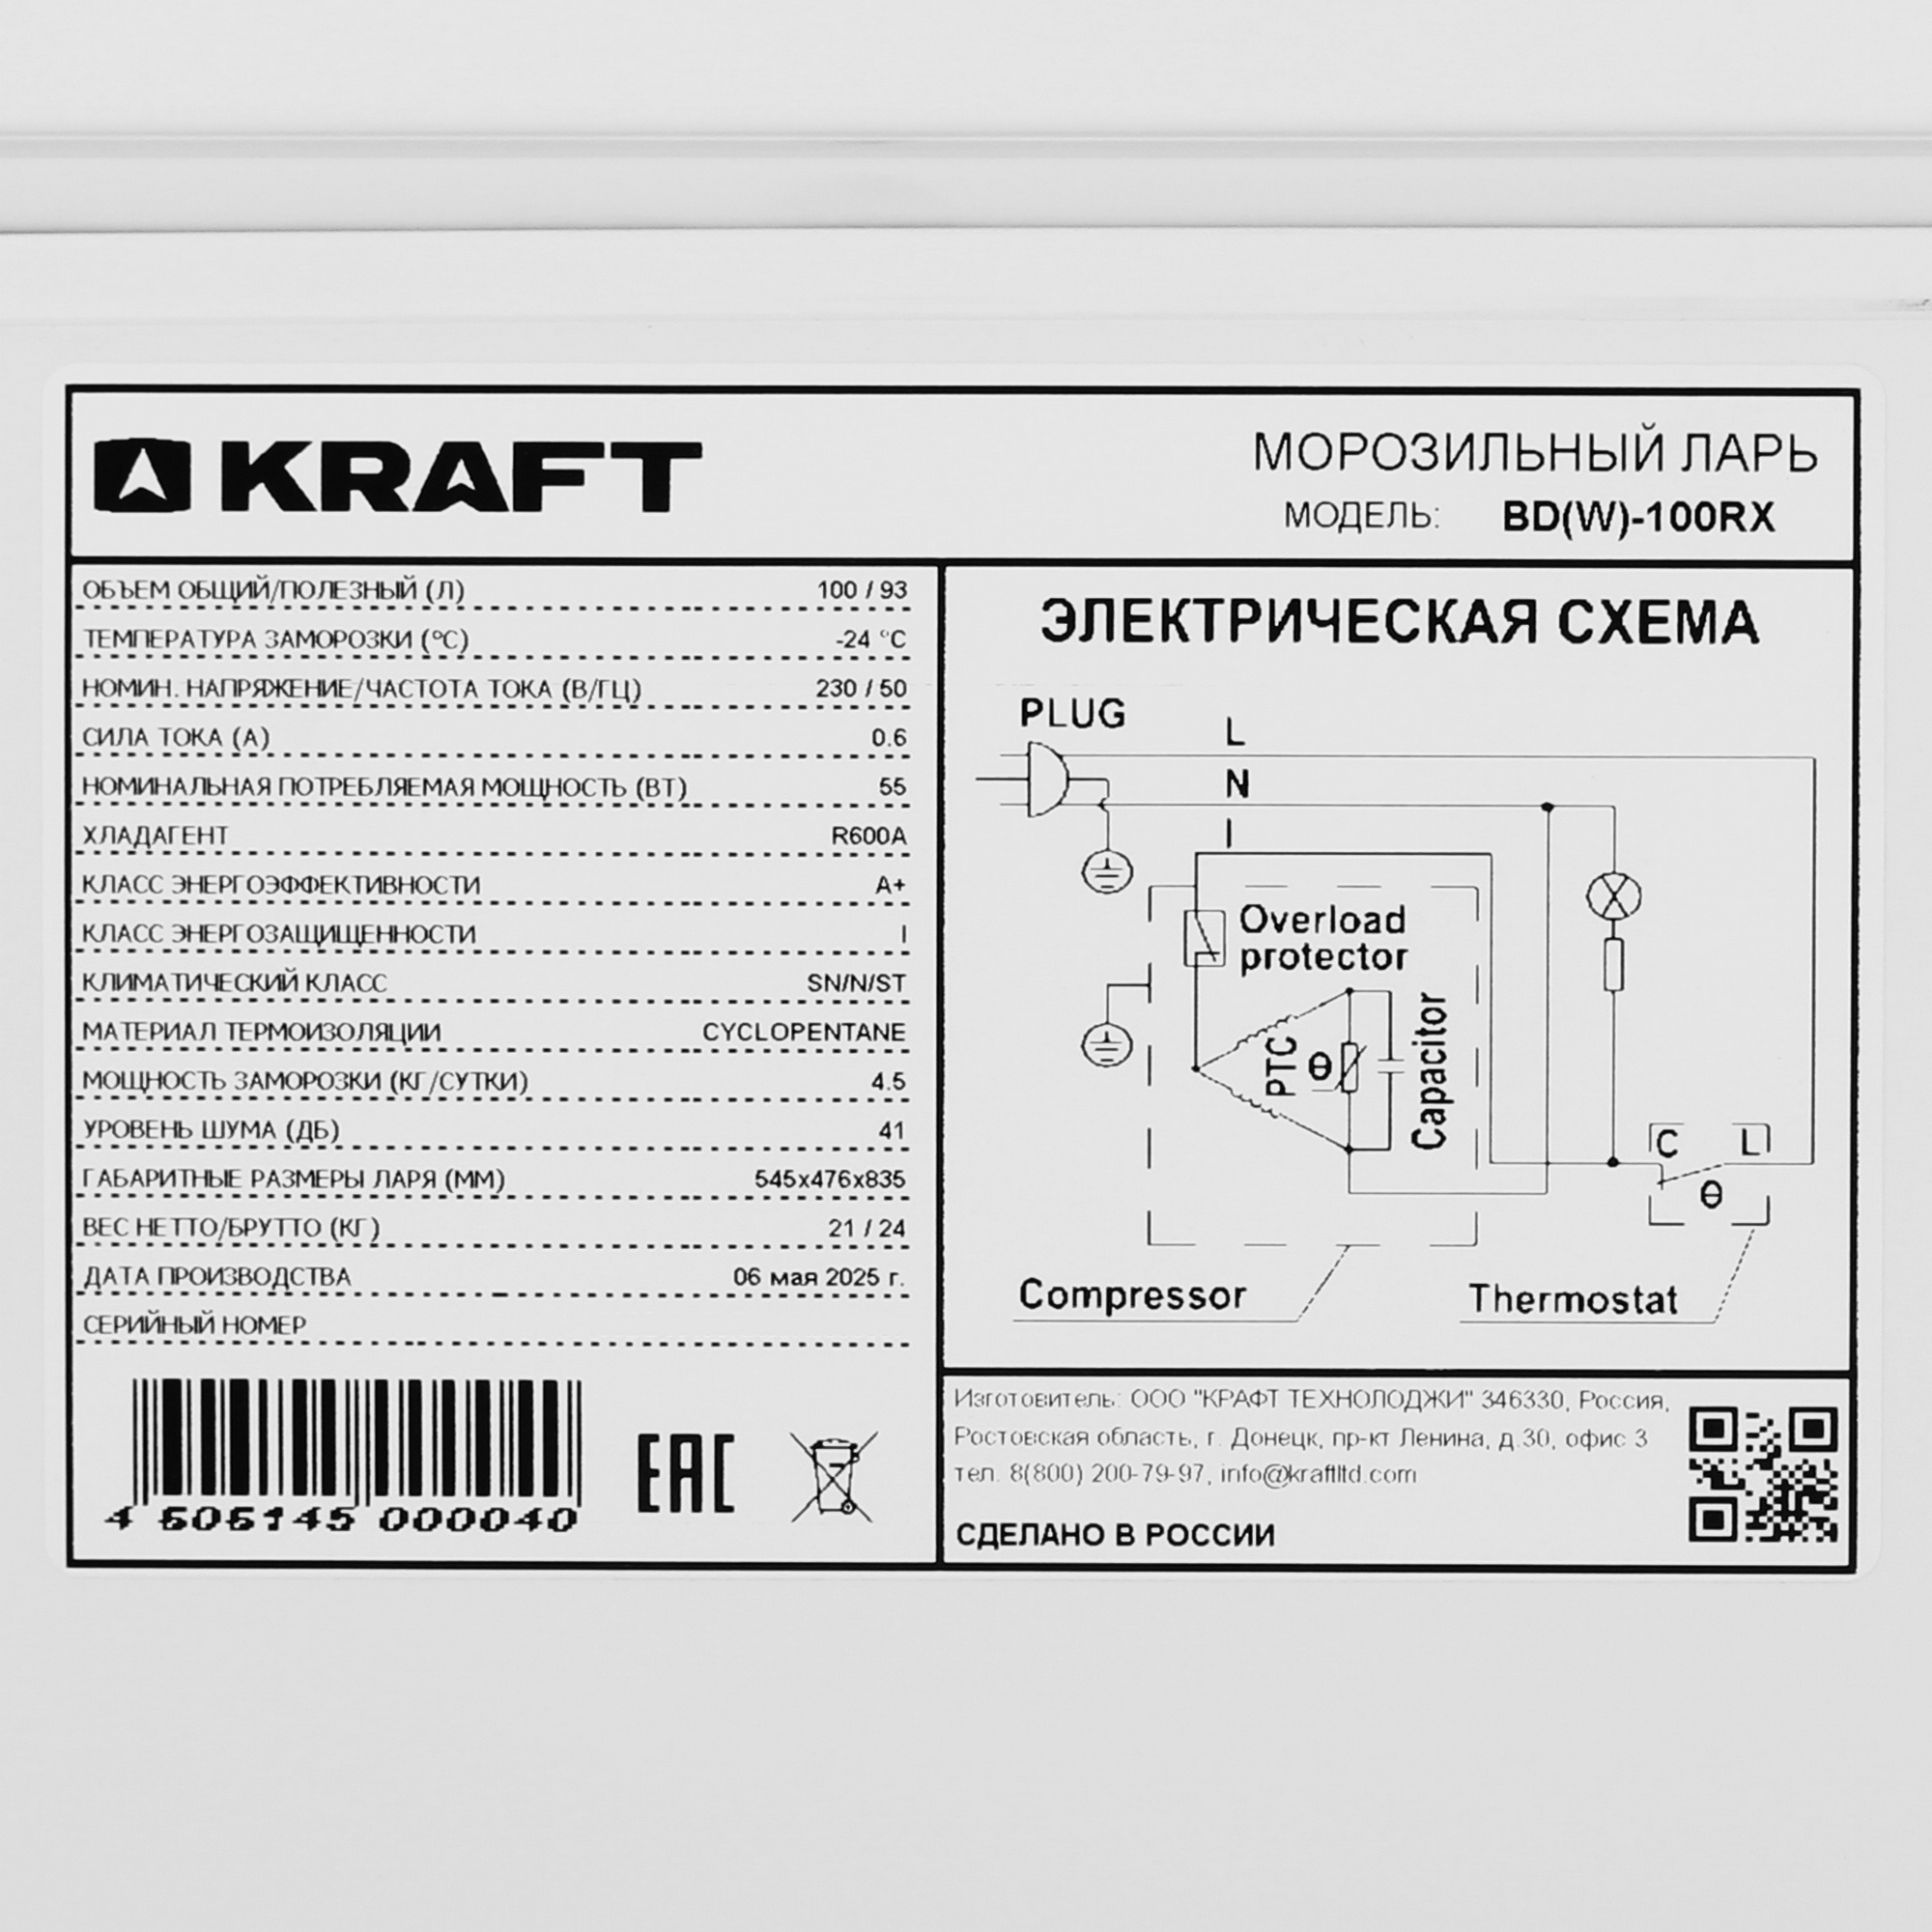 KRAFT
МОРОЗИЛЬНЫЙ ЛАРЬ
МОДЕЛЬ: BD(W)-100RX
ОБЪЕМ ОБЩИЙ/ПОЛЕЗНЫЙ (Л) 100 / 93
ТЕМПЕРАТУРА ЗАМОРОЗКИ (°C) -24 °C
НОМИН. НАПРЯЖЕНИЕ/ЧАСТОТА ТОКА (В/ГЦ) 230 / 50
СИЛА ТОКА (А) 0.6
НОМИНАЛЬНАЯ ПОТРЕБЛЯЕМАЯ МОЩНОСТЬ (ВТ) 55
ХЛАДАГЕНТ R600A
КЛАСС ЭНЕРГОЭФФЕКТИВНОСТИ A+
КЛАСС ЭНЕРГОЗАЩИЩЕННОСТИ I
КЛИМАТИЧЕСКИЙ КЛАСС SN/N/ST
МАТЕРИАЛ ТЕРМОИЗОЛЯЦИИ CYCLOPENTANE
МОЩНОСТЬ ЗАМОРОЗКИ (КГ/СУТКИ) 4.5
УРОВЕНЬ ШУМА (ДБ) 41
ГАБАРИТНЫЕ РАЗМЕРЫ ЛАРЯ (ММ) 545x476x835
ВЕС НЕТТО/БРУТТО (КГ) 21 / 24
ДАТА ПРОИЗВОДСТВА 06 мая 2025 г.
СЕРИЙНЫЙ НОМЕР
4 606145 000040
EAC
ЭЛЕКТРИЧЕСКАЯ СХЕМА
PLUG
L
N
I
Overload
protector
PTC
θ
Capacitor
C L
θ
Compressor
Thermostat
Изготовитель: ООО "КРАФТ ТЕХНОЛОДЖИ" 346330, Россия,
Ростовская область, г. Донецк, пр-кт Ленина, д.30, офис 3
тел. 8(800) 200-79-97, info@kraftltd.com
СДЕЛАНО В РОССИИ